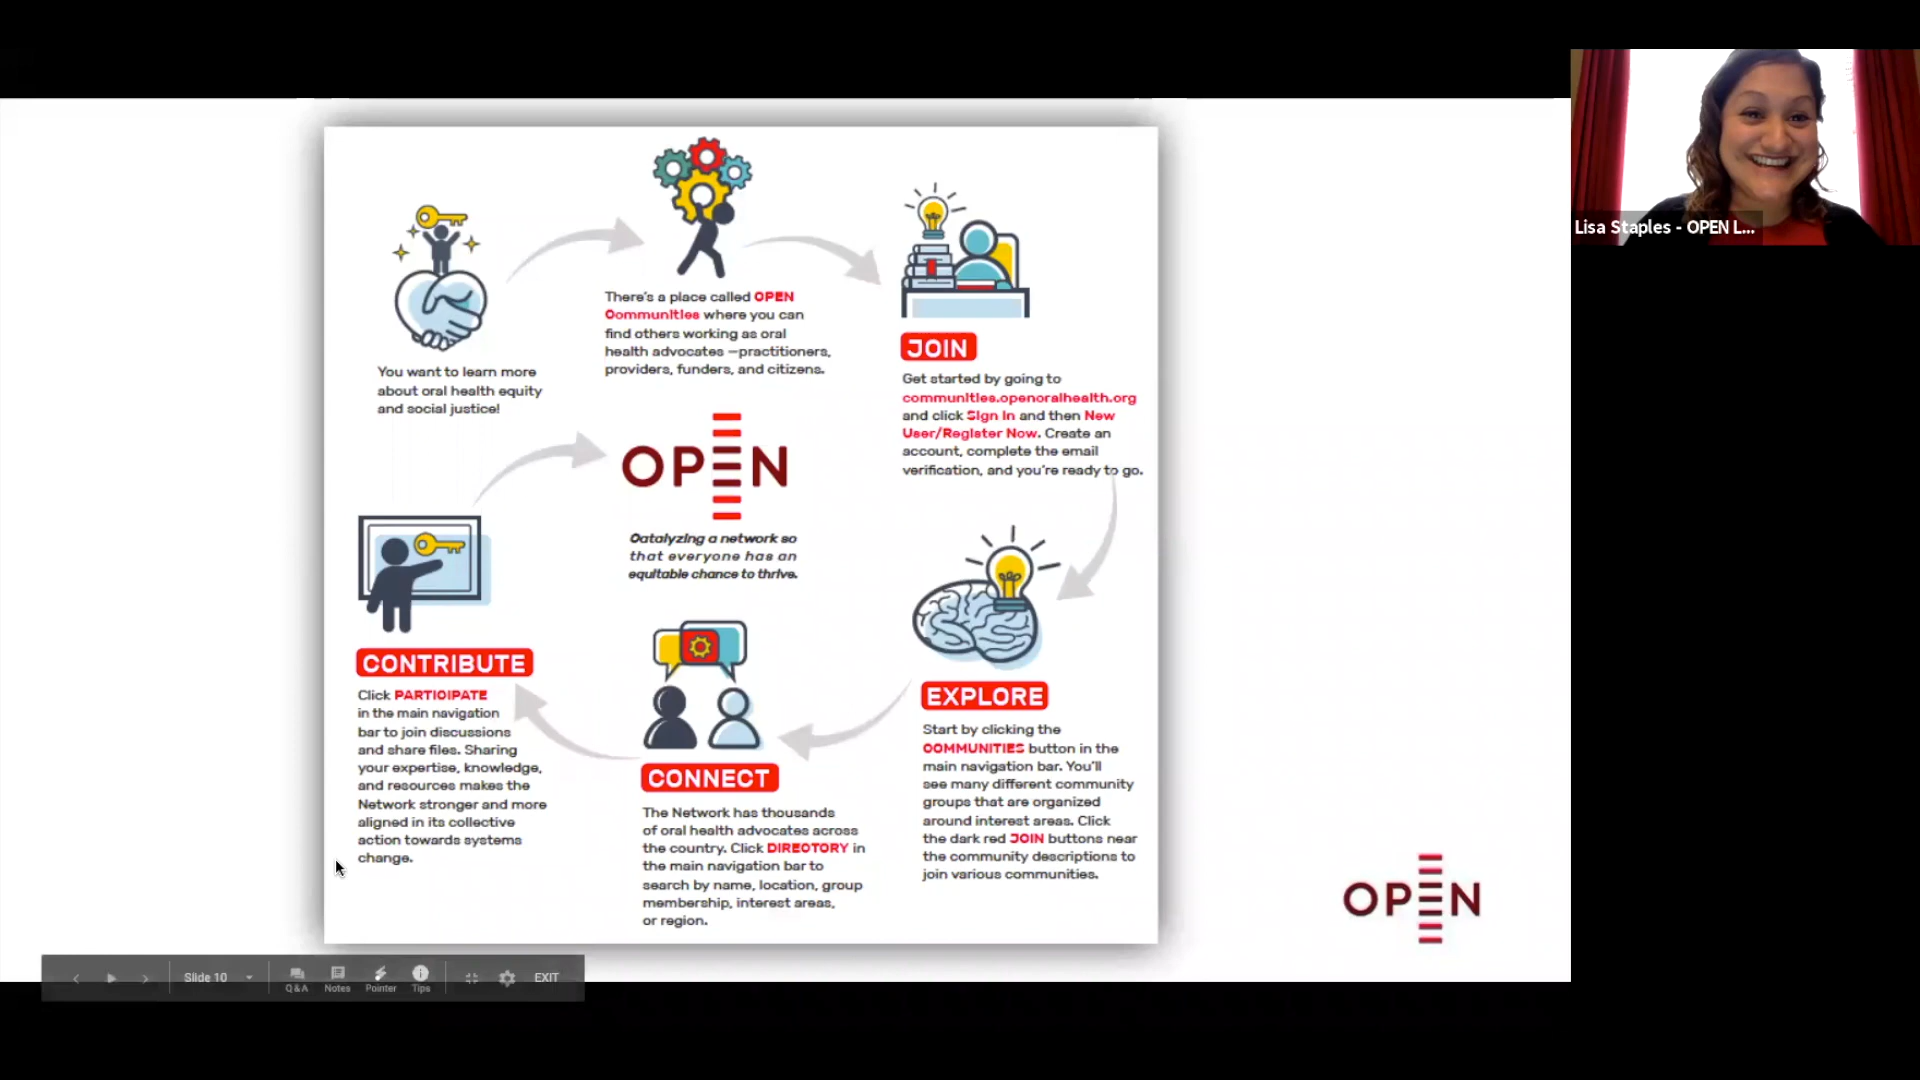 You want to learn more
about oral health equity
and social justice!
There's a place called OPEN
Communities where you can
find others working as oral
health advocates —practitioners,
providers, funders, and citizens.
JOIN
Get started by going to
communities.openoralhealth.org
and click Sign In and then New
User/Register Now. Create an
account, complete the email
verification, and you're ready to go.
EXPLORE
Start by clicking the
COMMUNITIES button in the
main navigation bar. You'll
see many different community
groups that are organized
around interest areas. Click
the dark red JOIN buttons near
the community descriptions to
join various communities.
CONNECT
The Network has thousands
of oral health advocates across
the country. Click DIRECTORY in
the main navigation bar to
search by name, location, group
membership, interest areas,
or region.
CONTRIBUTE
Click PARTICIPATE
in the main navigation
bar to join discussions
and share files. Sharing
your expertise, knowledge,
and resources makes the
Network stronger and more
aligned in its collective
action towards systems
change.
OPEN
Catalyzing a network so
that everyone has an
equitable chance to thrive.
OPEN
Lisa Staples - OPEN L...
Slide 10
Q&A
Notes
Pointer
Tips
EXIT